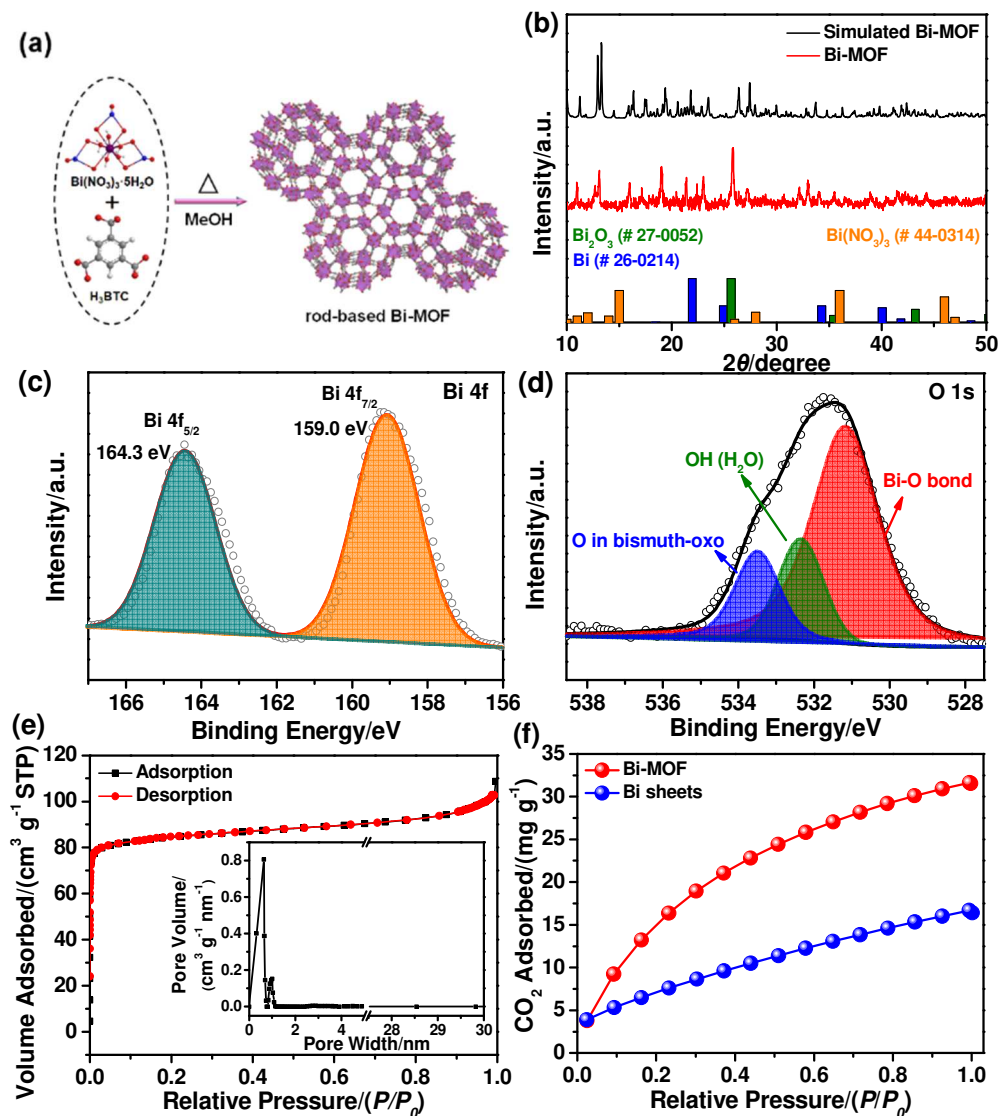 (a)
Bi(NO₃)₃·5H₂O
+
H₃BTC
△
MeOH
rod-based Bi-MOF
(b)
Intensity/a.u.
Simulated Bi-MOF
Bi-MOF
Bi₂O₃ (# 27-0052)
Bi(NO₃)₃ (# 44-0314)
Bi (# 26-0214)
10 20 30 40 50
2θ/degree
(c)
Intensity/a.u.
Bi 4f
Bi 4f₇/₂
159.0 eV
Bi 4f₅/₂
164.3 eV
166 164 162 160 158 156
Binding Energy/eV
(d)
Intensity/a.u.
O 1s
OH (H₂O)
Bi-O bond
O in bismuth-oxo
538 536 534 532 530 528
Binding Energy/eV
(e)
Volume Adsorbed/(cm³ g⁻¹ STP)
120
100
80
60
40
20
0
Adsorption
Desorption
Pore Volume/
(cm³ g⁻¹ nm⁻¹)
0.8
0.6
0.4
0.2
0.0
0 2 4 28 29 30
Pore Width/nm
0.0 0.2 0.4 0.6 0.8 1.0
Relative Pressure/(P/P₀)
(f)
CO₂ Adsorbed/(mg g⁻¹)
35
30
25
20
15
10
5
0
Bi-MOF
Bi sheets
0.0 0.2 0.4 0.6 0.8 1.0
Relative Pressure/(P/P₀)